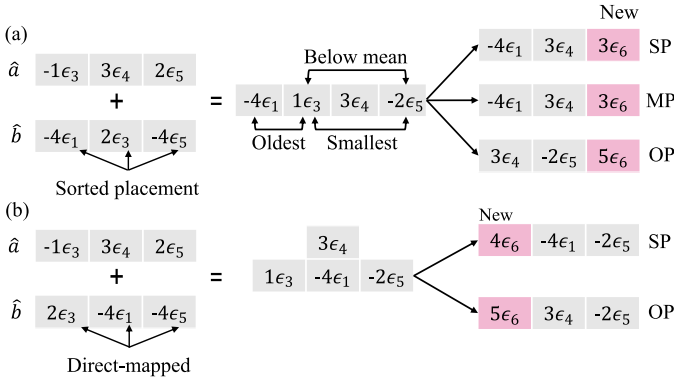 New
(a)
â -1ϵ₃ 3ϵ₄ 2ϵ₅
+
b̂ -4ϵ₁ 2ϵ₃ -4ϵ₅
Sorted placement
=
Below mean
-4ϵ₁ 1ϵ₃ 3ϵ₄ -2ϵ₅
Oldest Smallest
-4ϵ₁ 3ϵ₄ 3ϵ₆ SP
-4ϵ₁ 3ϵ₄ 3ϵ₆ MP
3ϵ₄ -2ϵ₅ 5ϵ₆ OP
(b)
â -1ϵ₃ 3ϵ₄ 2ϵ₅
+
b̂ 2ϵ₃ -4ϵ₁ -4ϵ₅
Direct-mapped
=
3ϵ₄
1ϵ₃ -4ϵ₁ -2ϵ₅
New
4ϵ₆ -4ϵ₁ -2ϵ₅ SP
5ϵ₆ 3ϵ₄ -2ϵ₅ OP